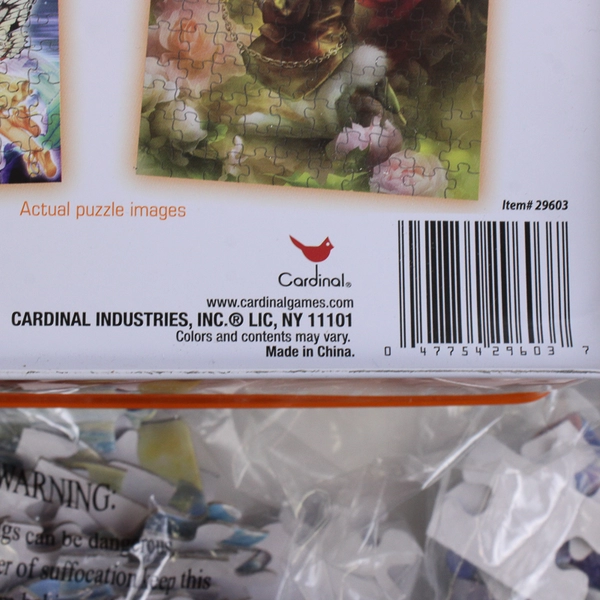 Actual puzzle images
Item# 29603
Cardinal®
www.cardinalgames.com
CARDINAL INDUSTRIES, INC.® LIC, NY 11101
Colors and contents may vary.
Made in China.
0 47754 29603 7
WARNING:
gs can be dangerous
er of suffocation keep this